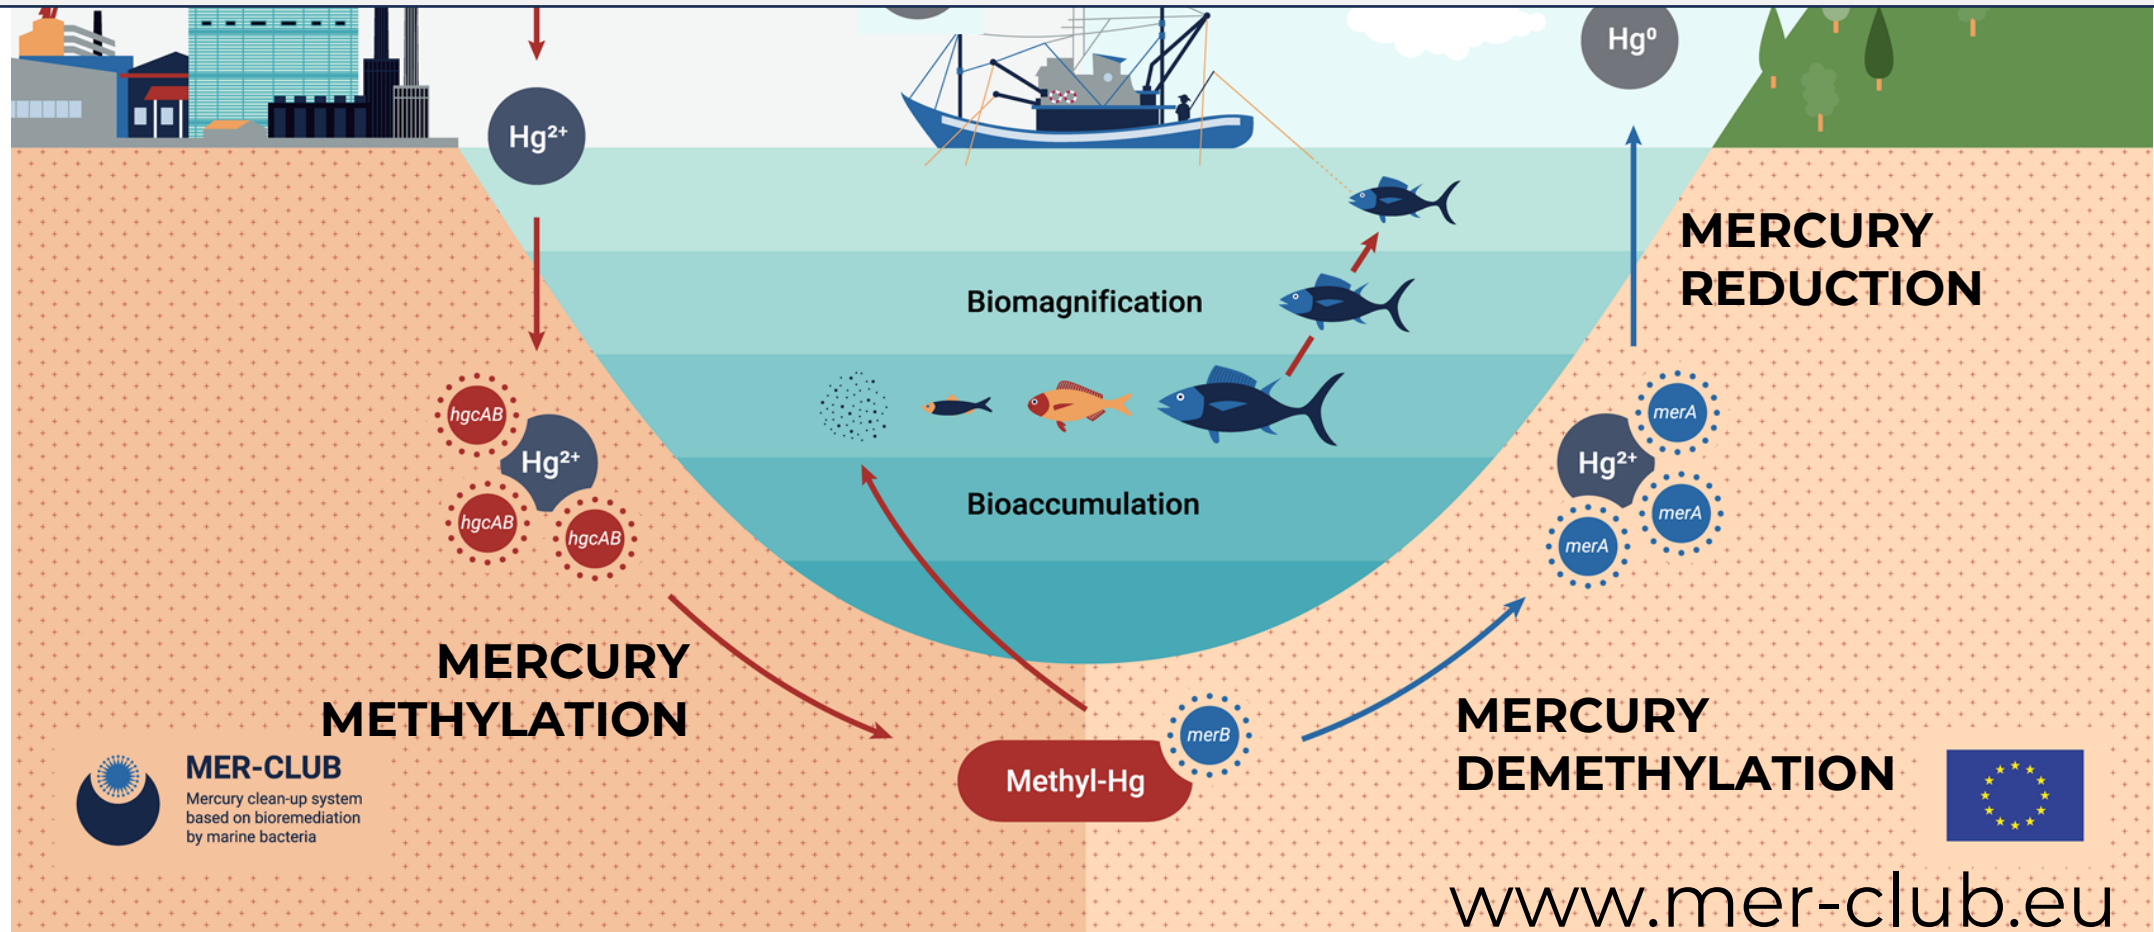 Hg⁰
Hg²⁺
MERCURY
REDUCTION
Biomagnification
hgcAB
Hg²⁺
hgcAB
hgcAB
merA
Hg²⁺
merA
merA
Bioaccumulation
MERCURY
METHYLATION
merB
Methyl-Hg
MERCURY
DEMETHYLATION
MER-CLUB
Mercury clean-up system
based on bioremediation
by marine bacteria
www.mer-club.eu